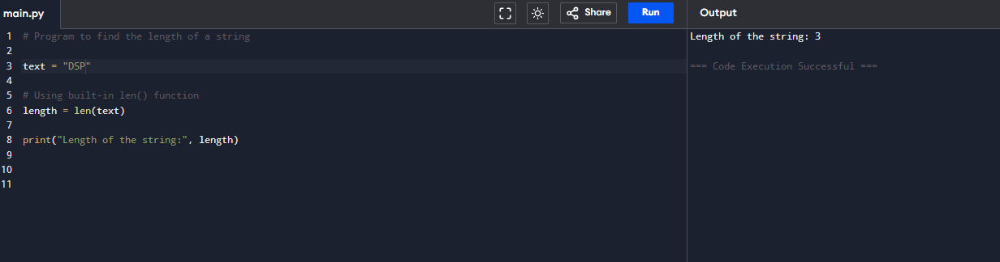 main.py
Share
Run
Output
1 # Program to find the length of a string
2
3 text = "DSP"
4
5 # Using built-in len() function
6 length = len(text)
7
8 print("Length of the string:", length)
9
10
11
Length of the string: 3
=== Code Execution Successful ===